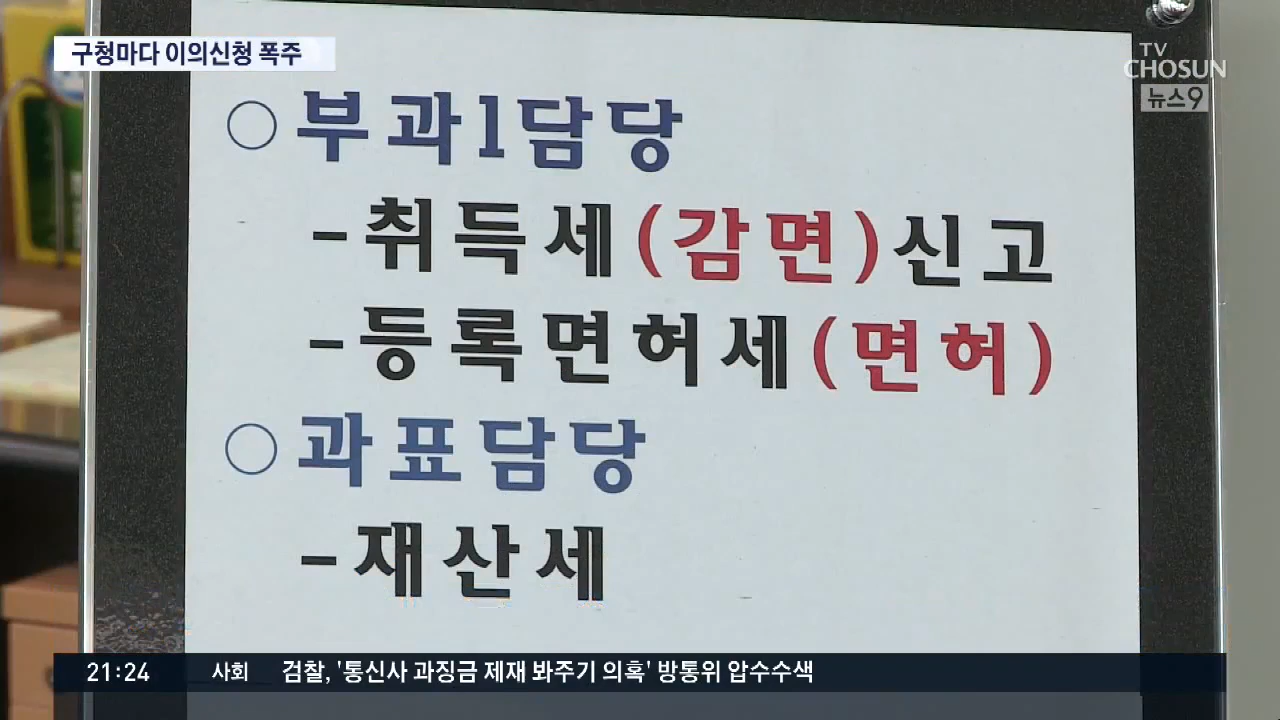 구청마다 이의신청 폭주
TV
CHOSUN
뉴스9
○ 부과1담당
-취득세(감면)신고
-등록면허세(면허)
○ 과표담당
-재산세
21:24 사회 검찰, '통신사 과징금 제재 봐주기 의혹' 방통위 압수수색